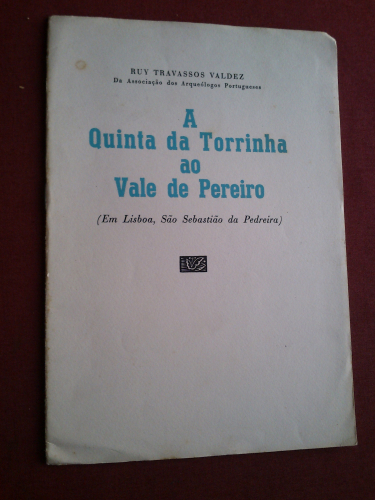 RUY TRAVASSOS VALDEZ
Da Associação dos Arqueólogos Portugueses
A
Quinta da Torrinha
ao
Vale de Pereiro
(Em Lisboa, São Sebastião da Pedreira)